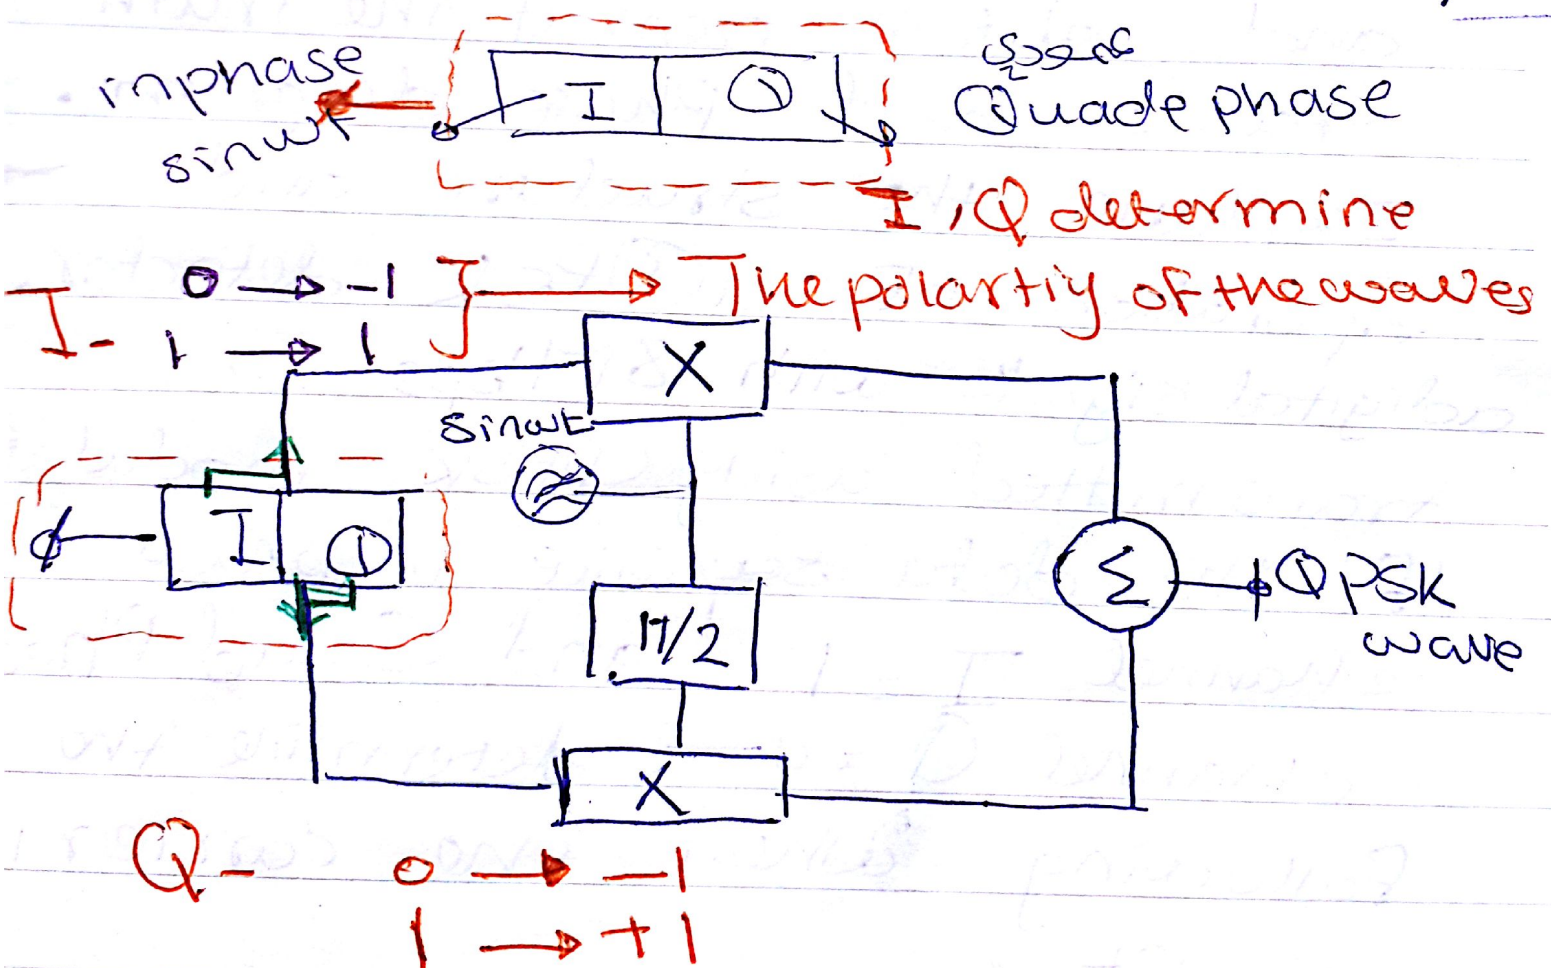 inphase
sinwt
I Q
Quade phase
I, Q determine
I- 0 → -1
1 → 1
The polartiy of the waves
X
sinwt
I Q
Σ
QPSK
wave
π/2
X
Q- 0 → -1
1 → +1